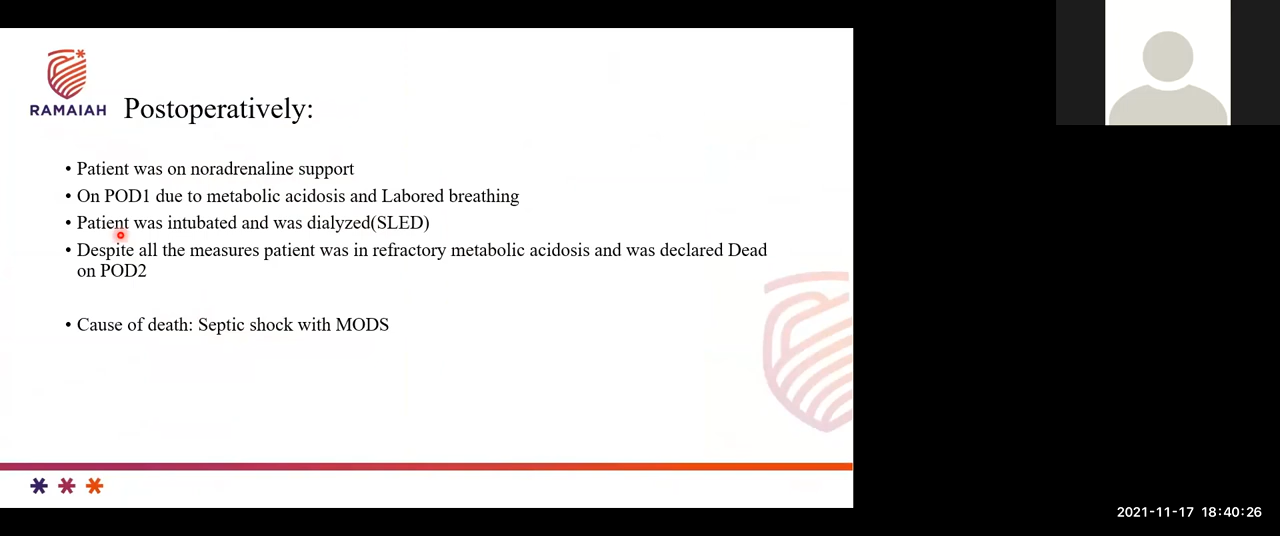 RAMAIAH
Postoperatively:
• Patient was on noradrenaline support
• On POD1 due to metabolic acidosis and Labored breathing
• Patient was intubated and was dialyzed(SLED)
• Despite all the measures patient was in refractory metabolic acidosis and was declared Dead
on POD2
• Cause of death: Septic shock with MODS
2021-11-17 18:40:26